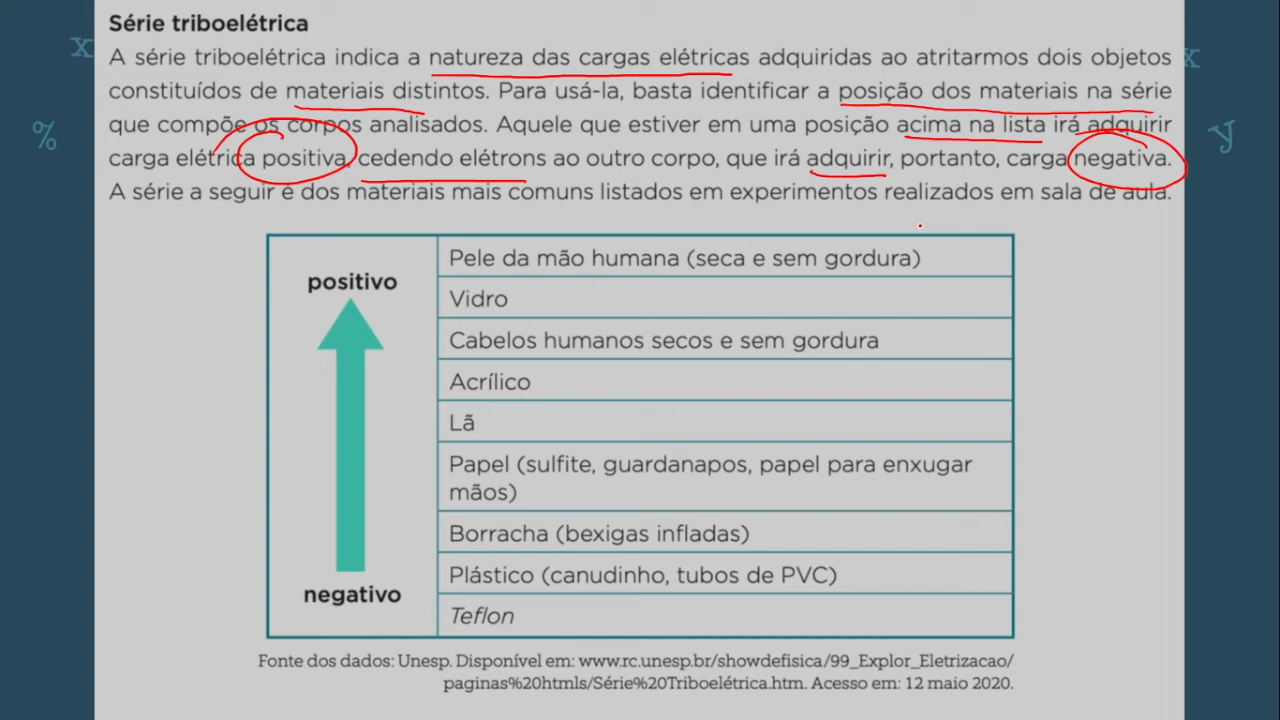 Série triboelétrica
A série triboelétrica indica a natureza das cargas elétricas adquiridas ao atritarmos dois objetos
constituídos de materiais distintos. Para usá-la, basta identificar a posição dos materiais na série
que compõe os corpos analisados. Aquele que estiver em uma posição acima na lista irá adquirir
carga elétrica positiva, cedendo elétrons ao outro corpo, que irá adquirir, portanto, carga negativa.
A série a seguir é dos materiais mais comuns listados em experimentos realizados em sala de aula.
positivo
negativo
Pele da mão humana (seca e sem gordura)
Vidro
Cabelos humanos secos e sem gordura
Acrílico
Lã
Papel (sulfite, guardanapos, papel para enxugar
mãos)
Borracha (bexigas infladas)
Plástico (canudinho, tubos de PVC)
Teflon
Fonte dos dados: Unesp. Disponível em: www.rc.unesp.br/showdefisica/99_Explor_Eletrizacao/
paginas%20htmls/Série%20Triboelétrica.htm. Acesso em: 12 maio 2020.
x
%
x
y